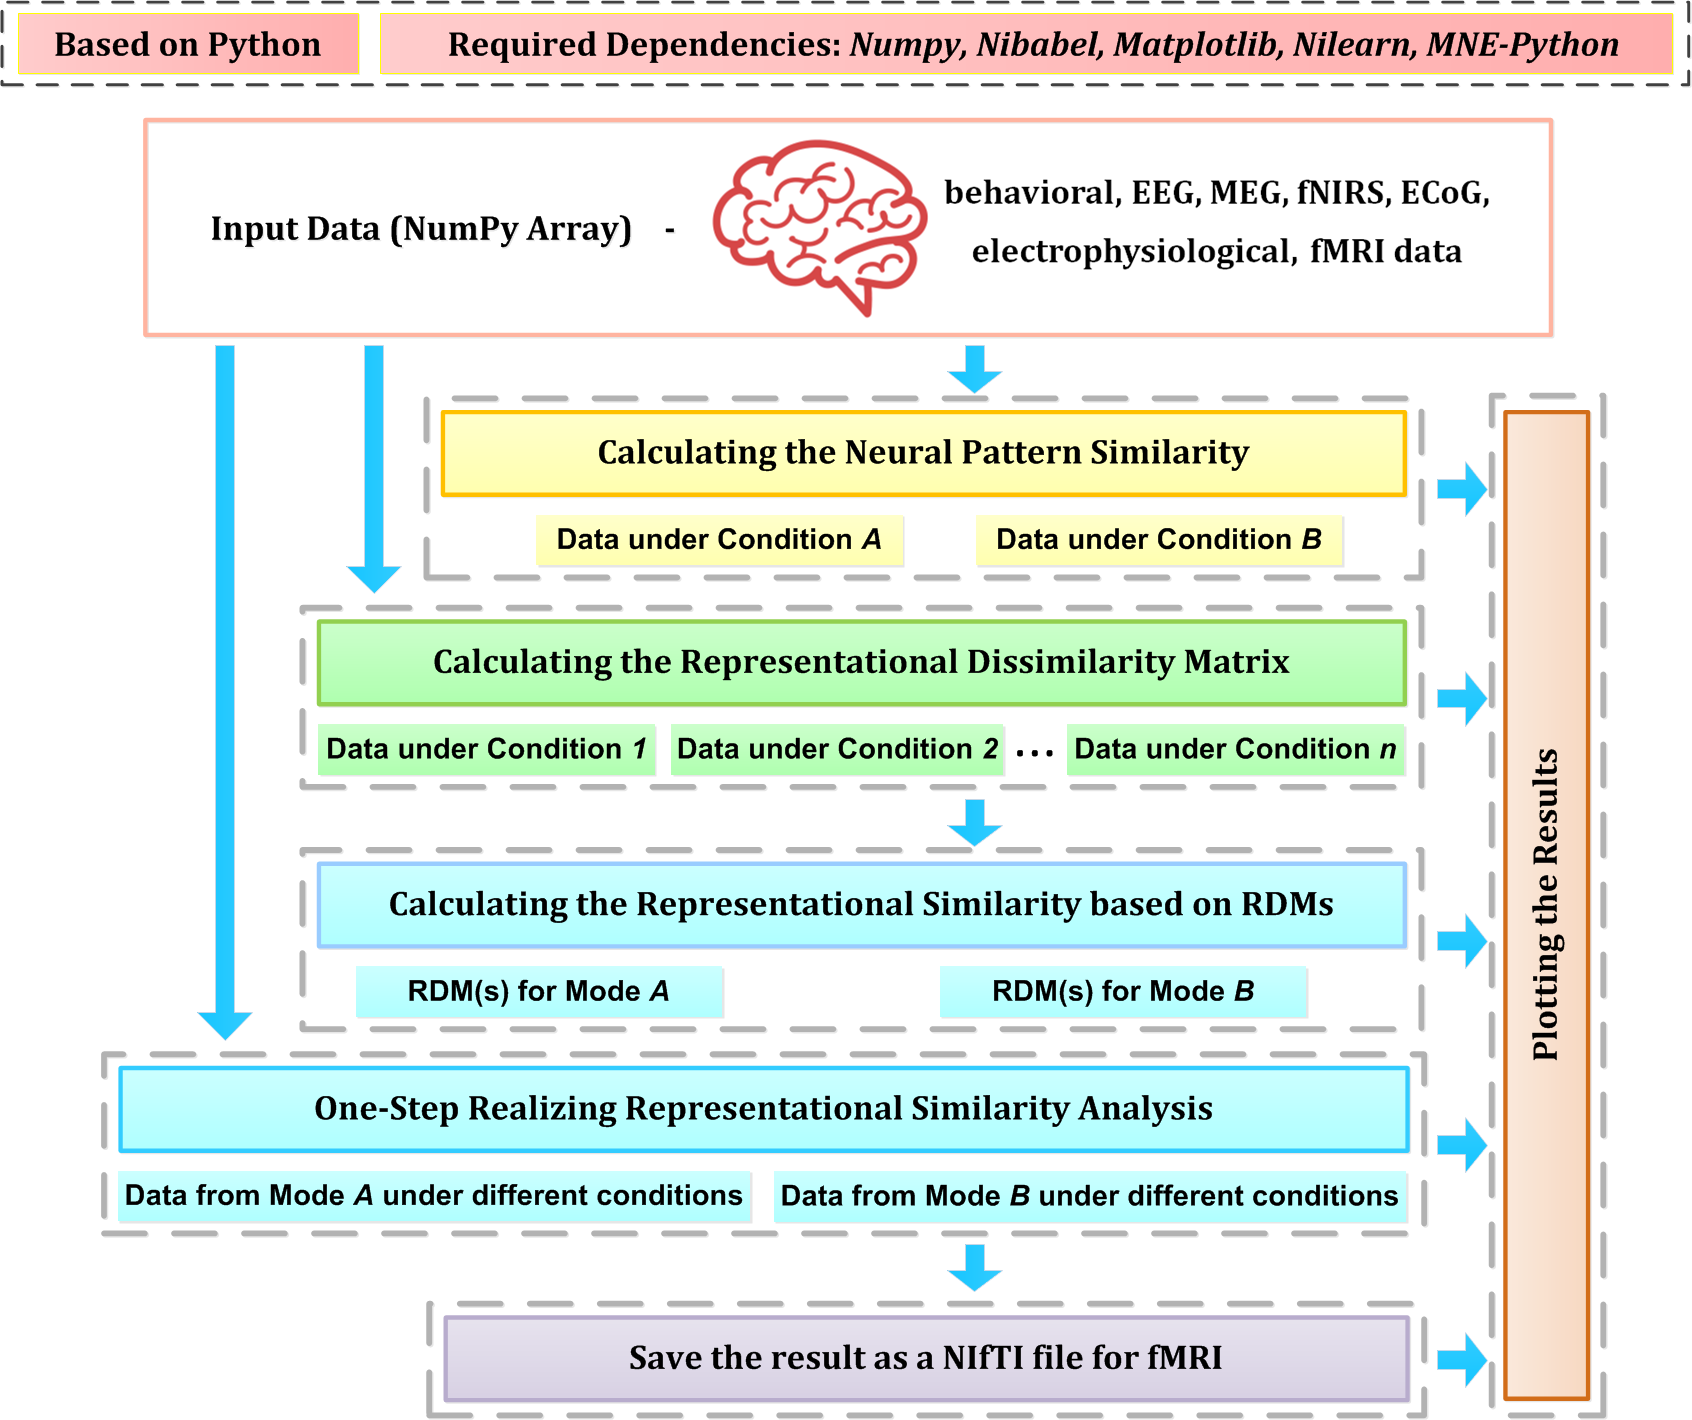 Based on Python
Required Dependencies: Numpy, Nibabel, Matplotlib, Nilearn, MNE-Python
Input Data (NumPy Array) -
behavioral, EEG, MEG, fNIRS, ECoG,
electrophysiological, fMRI data
Calculating the Neural Pattern Similarity
Data under Condition A
Data under Condition B
Calculating the Representational Dissimilarity Matrix
Data under Condition 1
Data under Condition 2
...
Data under Condition n
Calculating the Representational Similarity based on RDMs
RDM(s) for Mode A
RDM(s) for Mode B
One-Step Realizing Representational Similarity Analysis
Data from Mode A under different conditions
Data from Mode B under different conditions
Save the result as a NIfTI file for fMRI
Plotting the Results